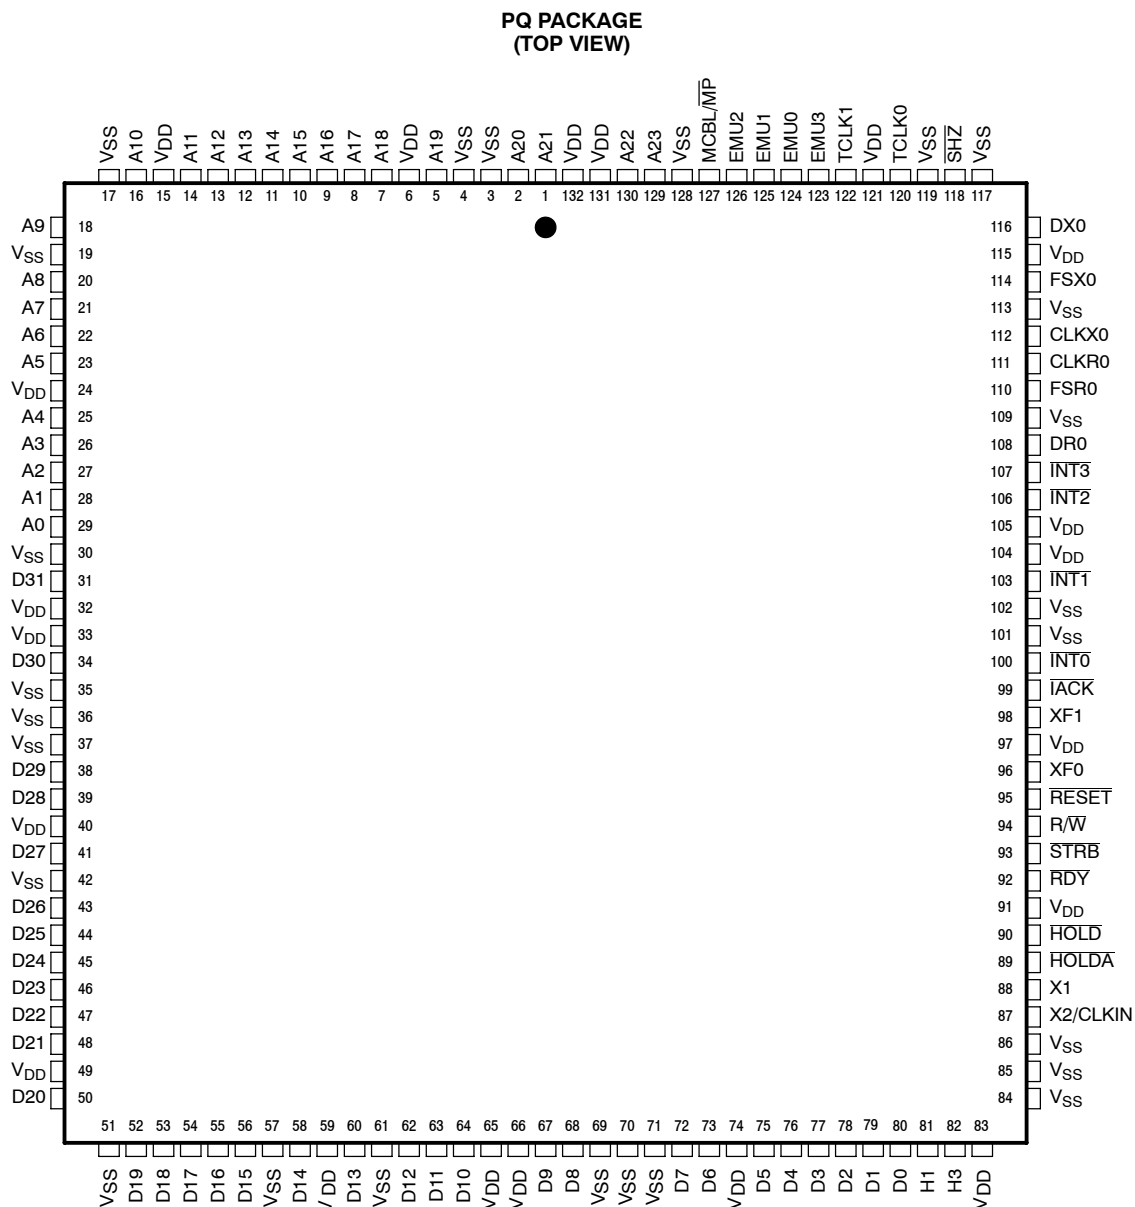 PQ PACKAGE
(TOP VIEW)
VSS A10 VDD A11 A12 A13 A14 A15 A16 A17 A18 VDD A19 VSS VSS A20 A21 VDD VDD A22 A23 VSS MCBL/M̅P̅ EMU2 EMU1 EMU0 EMU3 TCLK1 VDD TCLK0 VSS S̅H̅Z̅ VSS
17 16 15 14 13 12 11 10 9 8 7 6 5 4 3 2 1 132 131 130 129 128 127 126 125 124 123 122 121 120 119 118 117
A9 18 116 DX0
VSS 19 115 VDD
A8 20 114 FSX0
A7 21 113 VSS
A6 22 112 CLKX0
A5 23 111 CLKR0
VDD 24 110 FSR0
A4 25 109 VSS
A3 26 108 DR0
A2 27 107 I̅N̅T̅3̅
A1 28 106 I̅N̅T̅2̅
A0 29 105 VDD
VSS 30 104 VDD
D31 31 103 I̅N̅T̅1̅
VDD 32 102 VSS
VDD 33 101 VSS
D30 34 100 I̅N̅T̅0̅
VSS 35 99 I̅A̅C̅K̅
VSS 36 98 XF1
VSS 37 97 VDD
D29 38 96 XF0
D28 39 95 R̅E̅S̅E̅T̅
VDD 40 94 R/W̅
D27 41 93 S̅T̅R̅B̅
VSS 42 92 R̅D̅Y̅
D26 43 91 VDD
D25 44 90 H̅O̅L̅D̅
D24 45 89 H̅O̅L̅D̅A̅
D23 46 88 X1
D22 47 87 X2/CLKIN
D21 48 86 VSS
VDD 49 85 VSS
D20 50 84 VSS
51 52 53 54 55 56 57 58 59 60 61 62 63 64 65 66 67 68 69 70 71 72 73 74 75 76 77 78 79 80 81 82 83
VSS D19 D18 D17 D16 D15 VSS D14 VDD D13 VSS D12 D11 D10 VDD VDD D9 D8 VSS VSS VSS D7 D6 VDD D5 D4 D3 D2 D1 D0 H1 H3 VDD